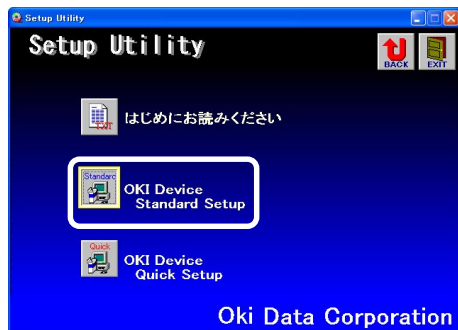 Setup Utility
Setup Utility
BACK
EXIT
TXT
はじめにお読みください
Standard
OKI Device
Standard Setup
Quick
OKI Device
Quick Setup
Oki Data Corporation